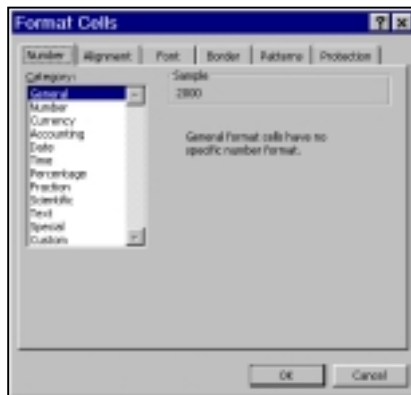 Format Cells
Number Alignment Font Border Patterns Protection
Category:
General
Number
Currency
Accounting
Date
Time
Percentage
Fraction
Scientific
Text
Special
Custom
Sample
2000
General format cells have no
specific number format.
OK Cancel